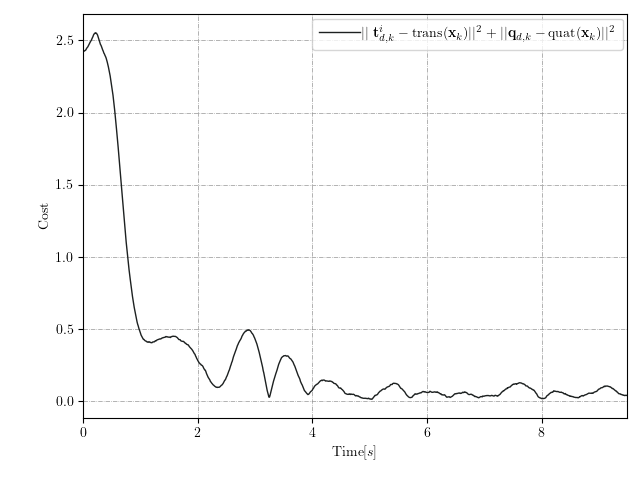 || t^i_{d,k} − trans(x_k)||^2 + ||q_{d,k} − quat(x_k)||^2
2.5
2.0
1.5
1.0
0.5
0.0
Cost
0 2 4 6 8
Time[s]